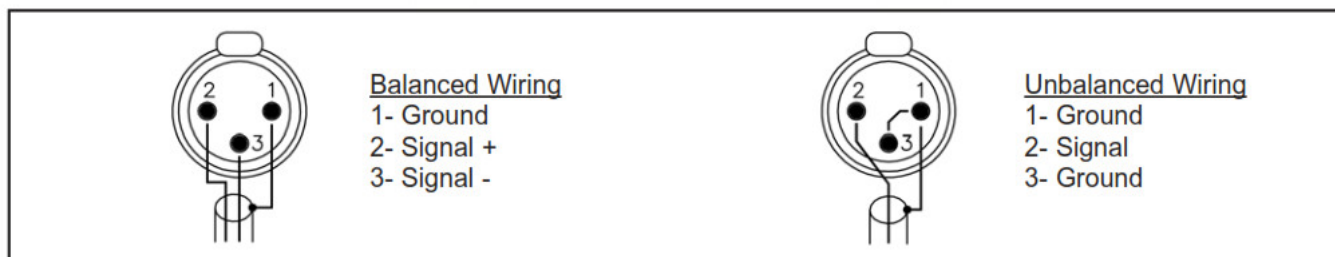 2 1
3
Balanced Wiring
1- Ground
2- Signal +
3- Signal -
2 1
3
Unbalanced Wiring
1- Ground
2- Signal
3- Ground